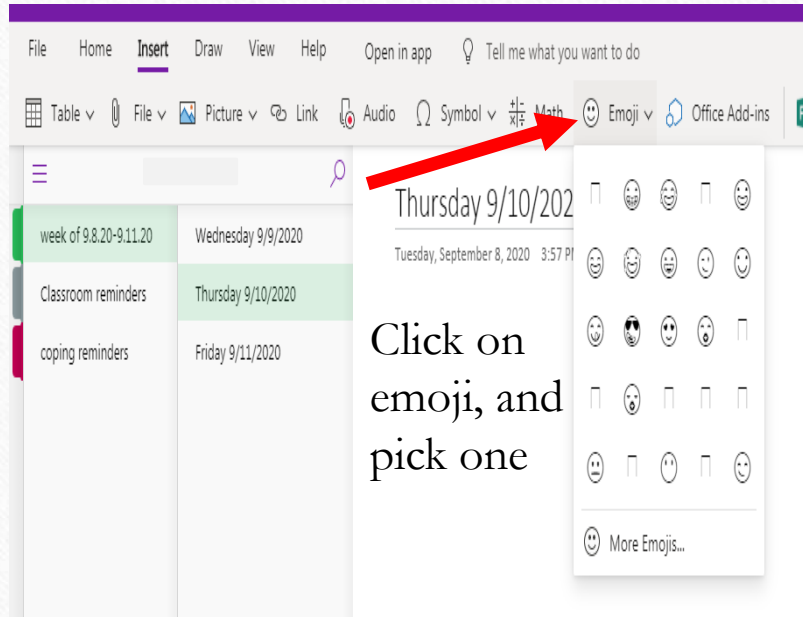 File Home Insert Draw View Help Open in app Tell me what you want to do
Table File Picture Link Audio Symbol Math Emoji Office Add-ins
Thursday 9/10/202
week of 9.8.20-9.11.20 Wednesday 9/9/2020
Tuesday, September 8, 2020 3:57 P
Classroom reminders Thursday 9/10/2020
coping reminders Friday 9/11/2020
Click on
emoji, and
pick one
More Emojis...